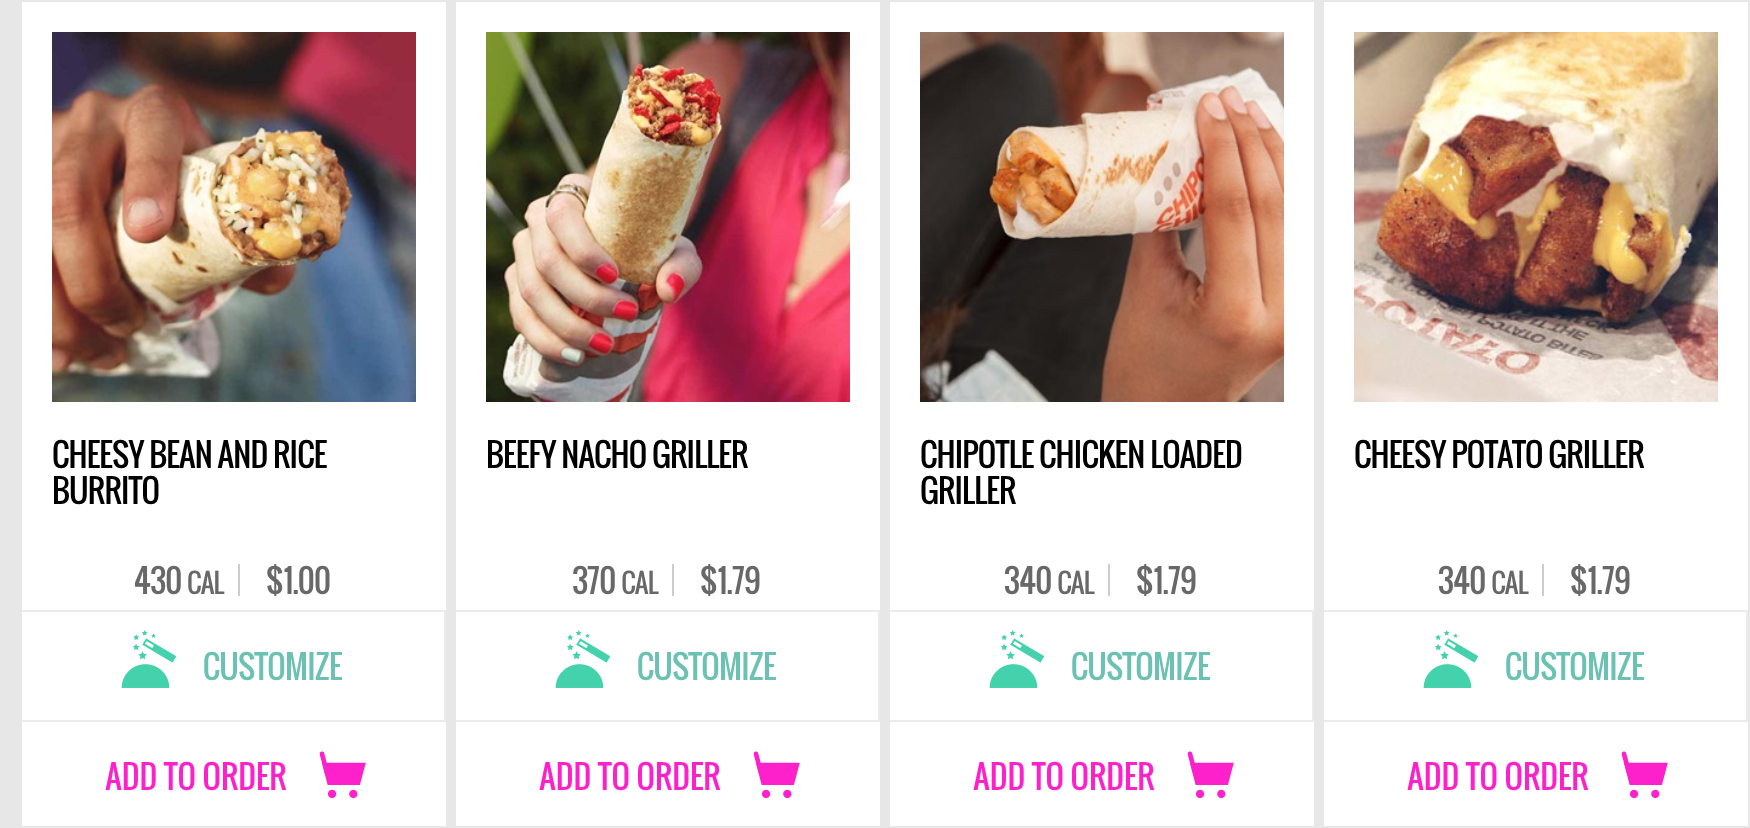 CHEESY BEAN AND RICE
BURRITO
430 CAL | $1.00
CUSTOMIZE
ADD TO ORDER
BEEFY NACHO GRILLER
370 CAL | $1.79
CUSTOMIZE
ADD TO ORDER
CHIPOTLE CHICKEN LOADED
GRILLER
340 CAL | $1.79
CUSTOMIZE
ADD TO ORDER
CHEESY POTATO GRILLER
340 CAL | $1.79
CUSTOMIZE
ADD TO ORDER